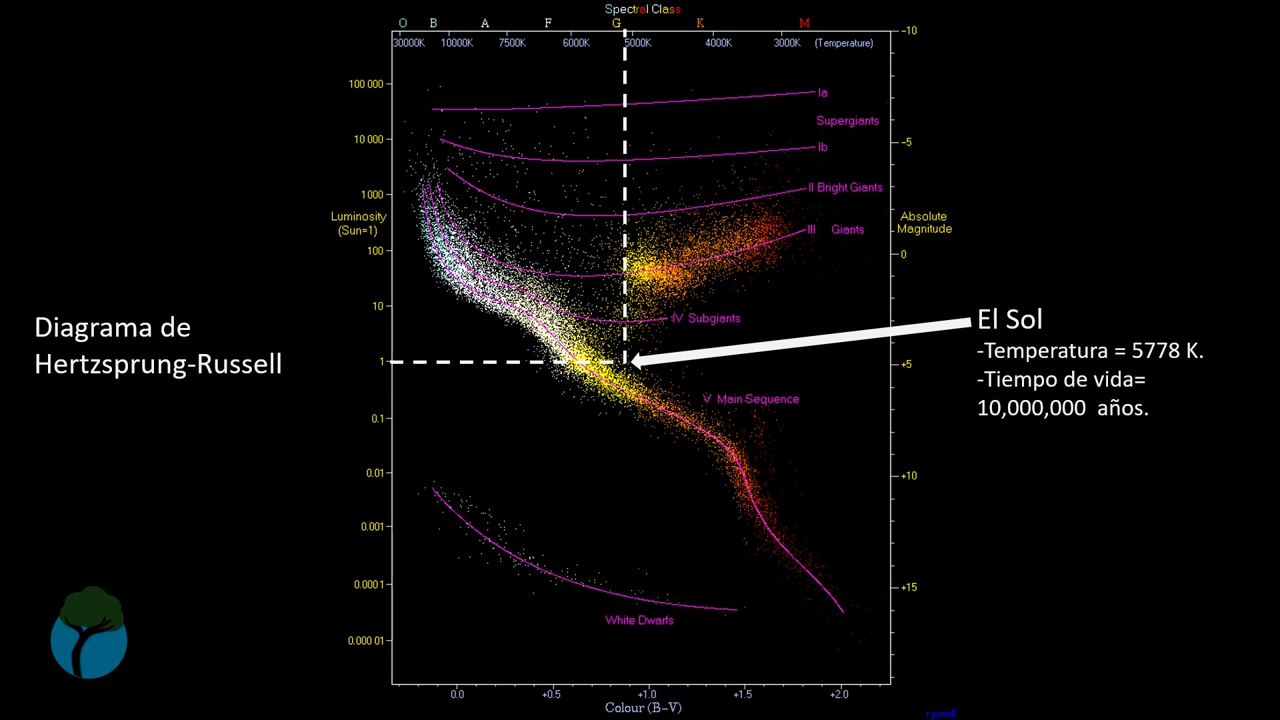 Spectral Class
O B A F G K M
30000K 10000K 7500K 6000K 5000K 4000K 3000K (Temperature)
-10
100 000
Ia
Supergiants
10 000
Ib
-5
1000
II Bright Giants
Luminosity
(Sun=1)
III Giants
Absolute
Magnitude
100
0
10
IV Subgiants
Diagrama de
Hertzsprung-Russell
El Sol
-Temperatura = 5778 K.
-Tiempo de vida=
10,000,000 años.
1
+5
V Main Sequence
0.1
0.01
+10
0.001
0.0001
+15
White Dwarfs
0.000 01
0.0 +0.5 +1.0 +1.5 +2.0
Colour (B-V)